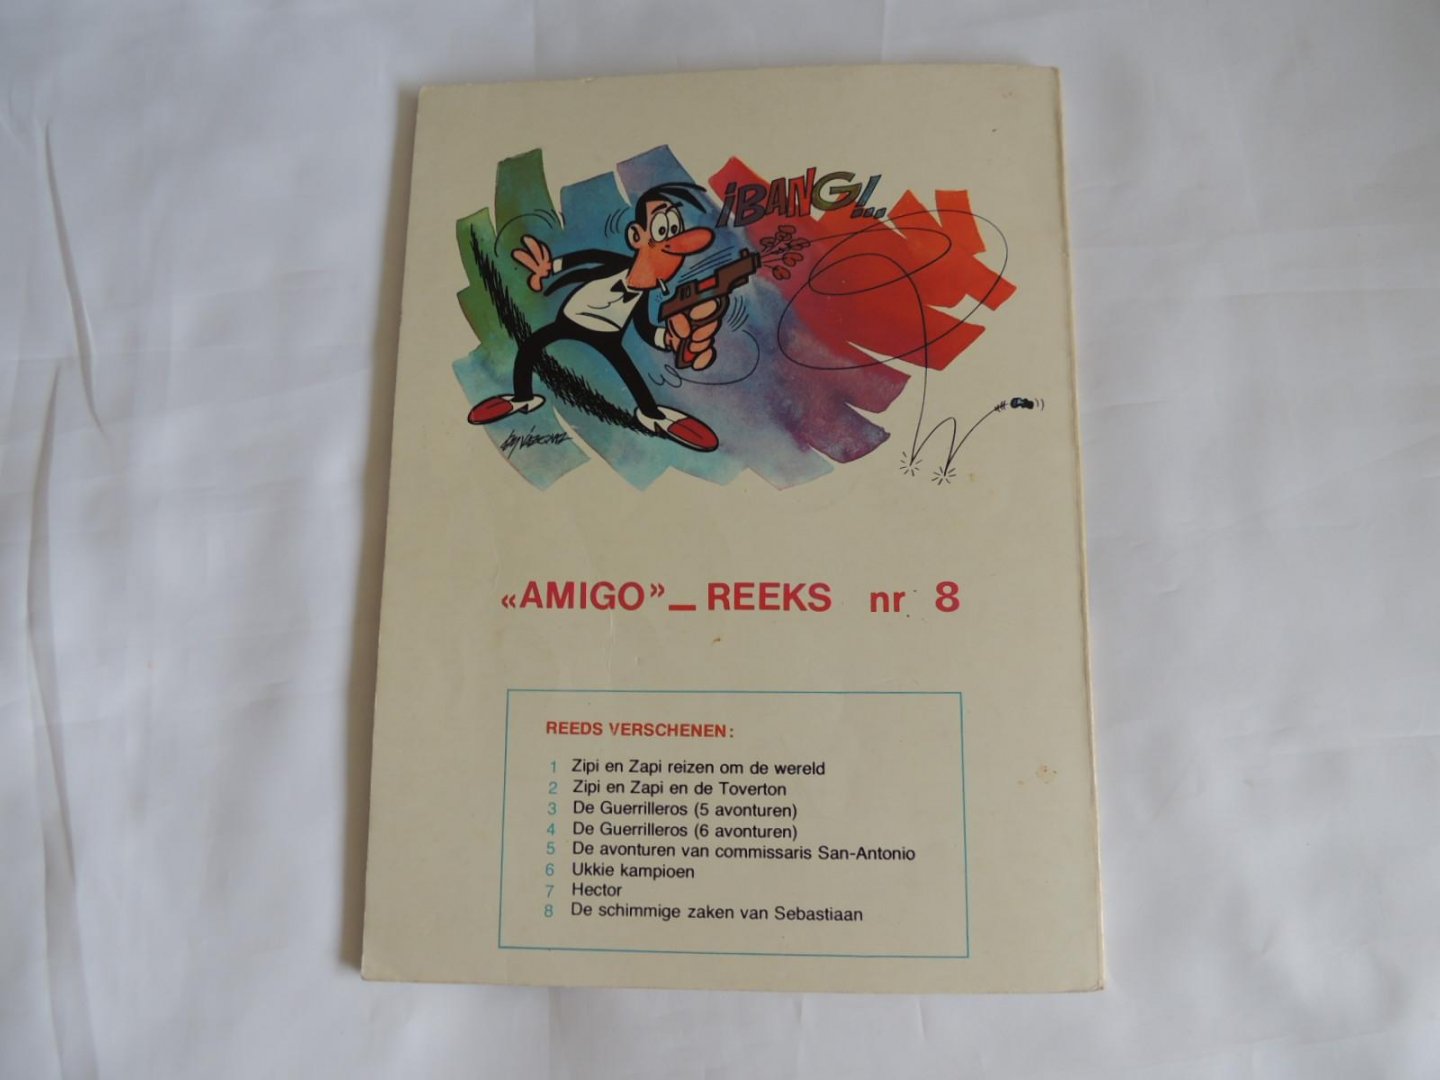 ¡BANG!...
by Vazquez
«AMIGO»_REEKS nr 8
REEDS VERSCHENEN:
1 Zipi en Zapi reizen om de wereld
2 Zipi en Zapi en de Toverton
3 De Guerrilleros (5 avonturen)
4 De Guerrilleros (6 avonturen)
5 De avonturen van commissaris San-Antonio
6 Ukkie kampioen
7 Hector
8 De schimmige zaken van Sebastiaan